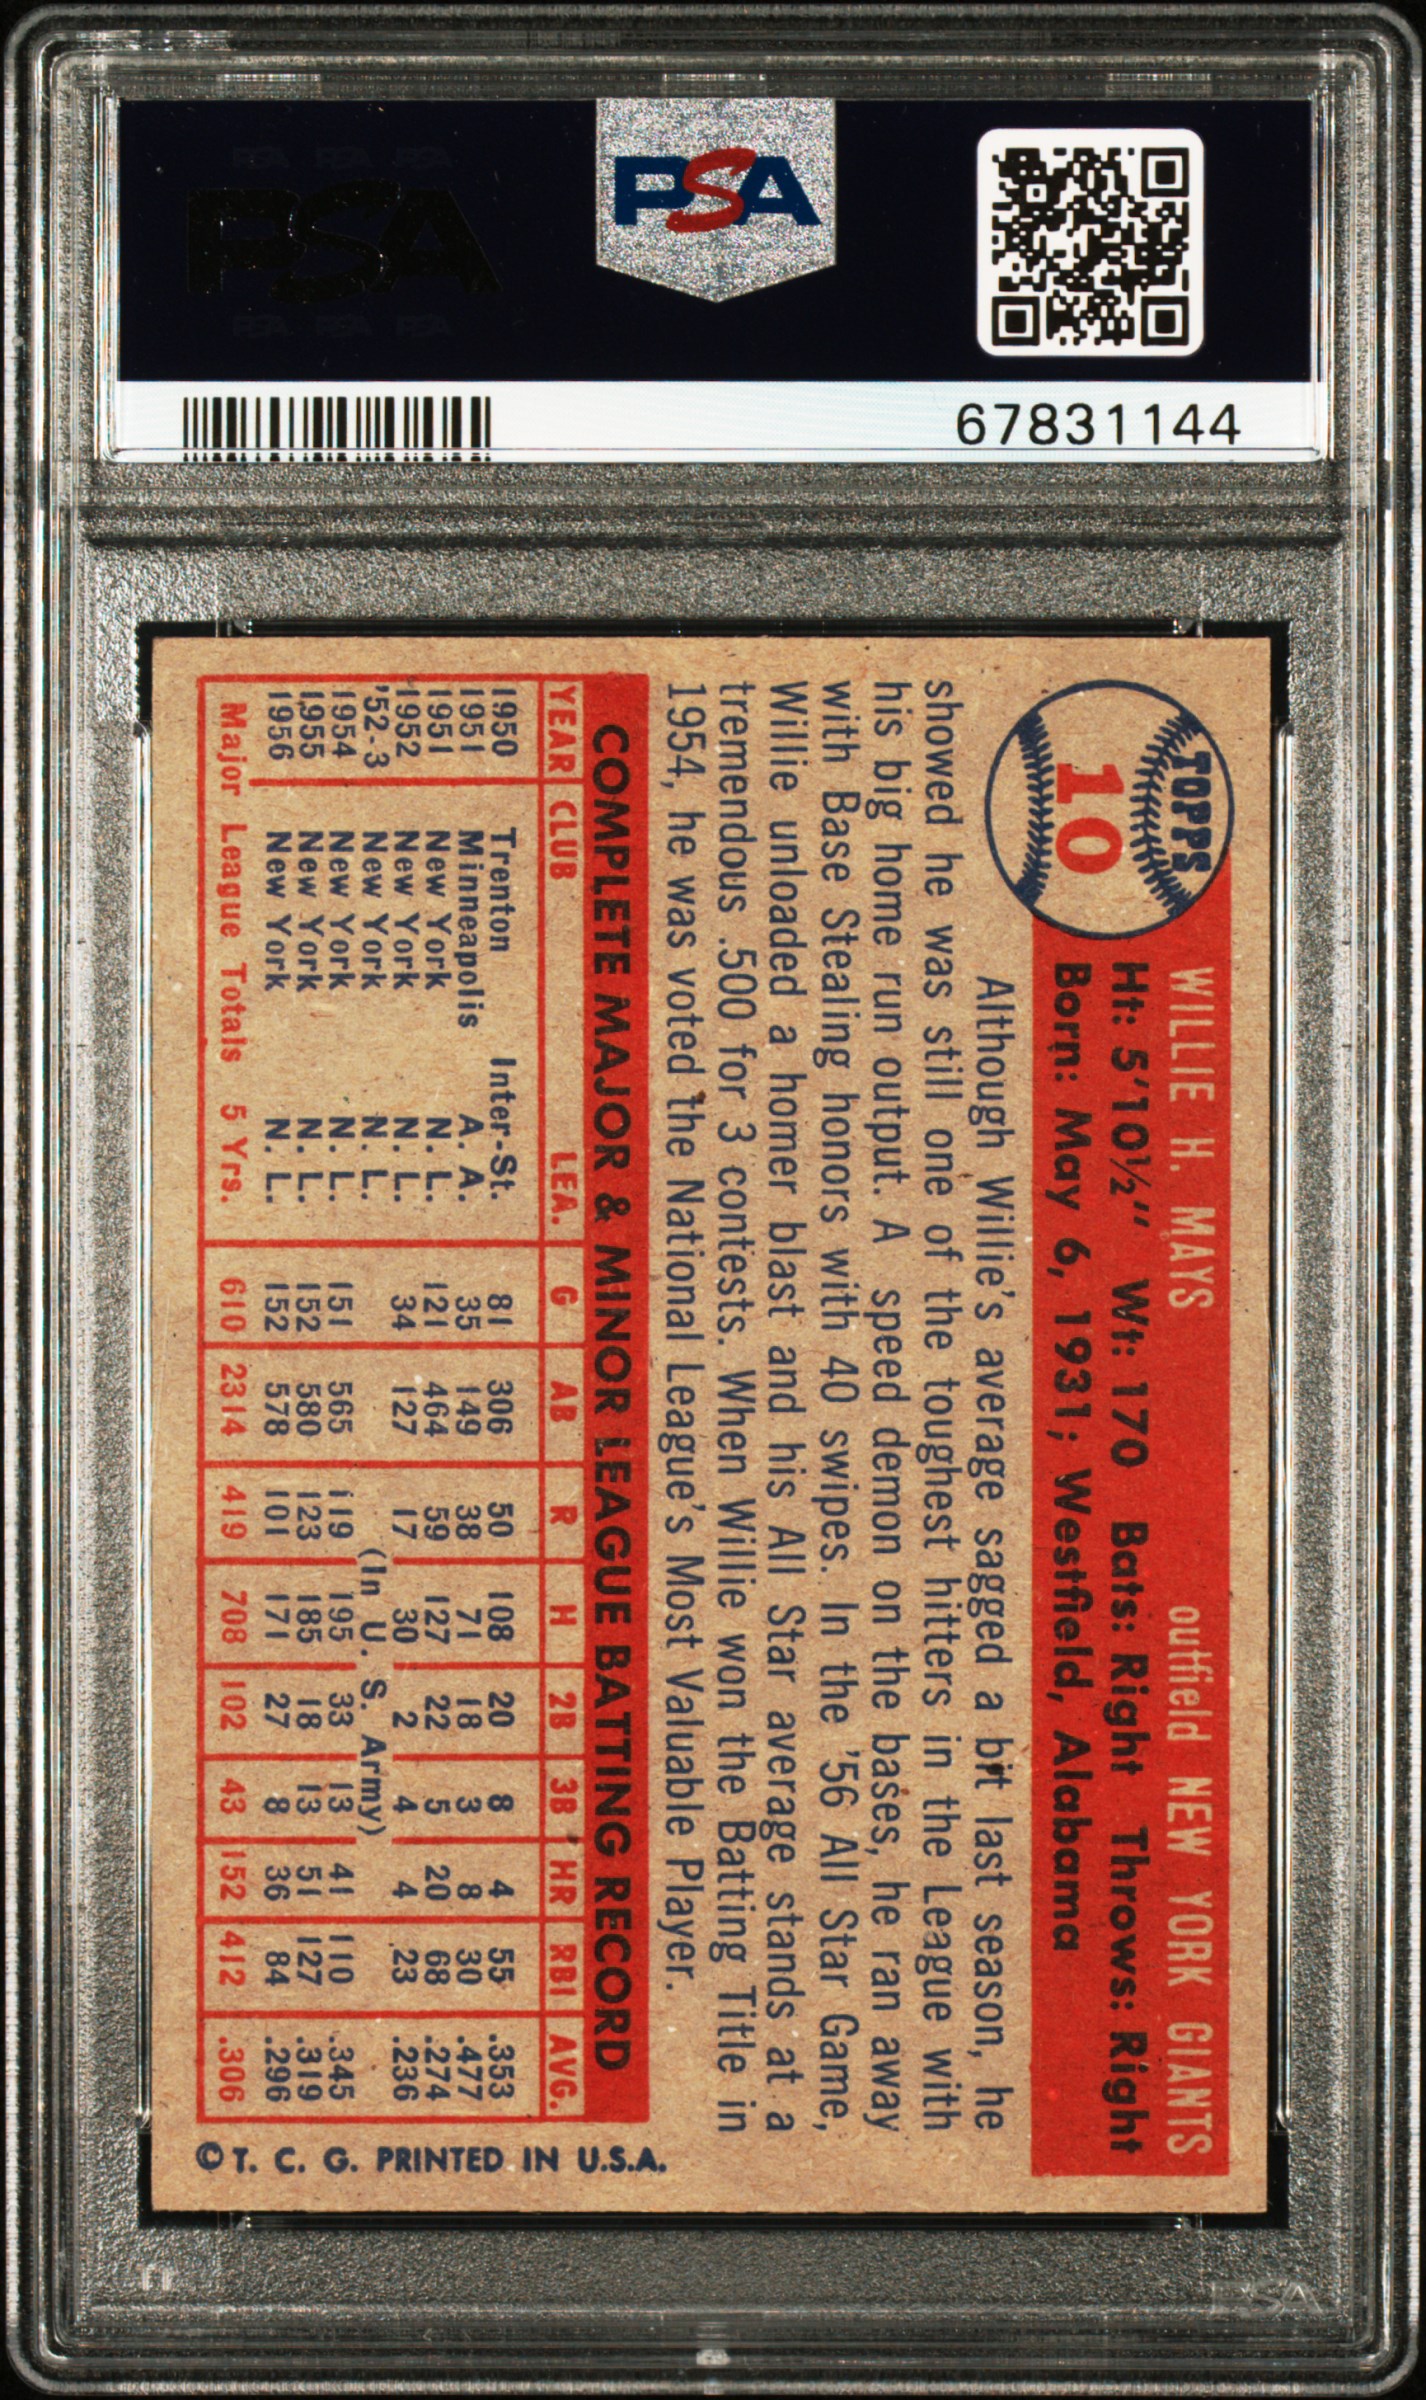 PSA
PSA PSA PSA
PSA
PSA PSA PSA
67831144
TOPPS
10
WILLIE H. MAYS outfield NEW YORK GIANTS
Ht: 5'10½" Wt: 170 Bats: Right Throws: Right
Born: May 6, 1931; Westfield, Alabama
Although Willie's average sagged a bit last season, he
showed he was still one of the toughest hitters in the League with
his big home run output. A speed demon on the bases, he ran away
with Base Stealing honors with 40 swipes. In the '56 All Star Game,
Willie unloaded a homer blast and his All Star average stands at a
tremendous .500 for 3 contests. When Willie won the Batting Title in
1954, he was voted the National League's Most Valuable Player.
COMPLETE MAJOR & MINOR LEAGUE BATTING RECORD
YEAR CLUB LEA. G AB R H 2B 3B HR RBI AVG.
1950 Trenton Inter-St. 81 306 50 108 20 8 4 55 .353
1951 Minneapolis A. A. 35 149 38 71 18 3 8 30 .477
1951 New York N. L. 121 464 59 127 22 5 20 68 .274
1952 New York N. L. 34 127 17 30 2 4 4 23 .236
'52-3 New York N. L. (In U. S. Army)
1954 New York N. L. 151 565 119 195 33 13 41 110 .345
1955 New York N. L. 152 580 123 185 18 13 51 127 .319
1956 New York N. L. 152 578 101 171 27 8 36 84 .296
Major League Totals 5 Yrs. 610 2314 419 708 102 43 152 412 .306
© T. C. G. PRINTED IN U.S.A.
PSA